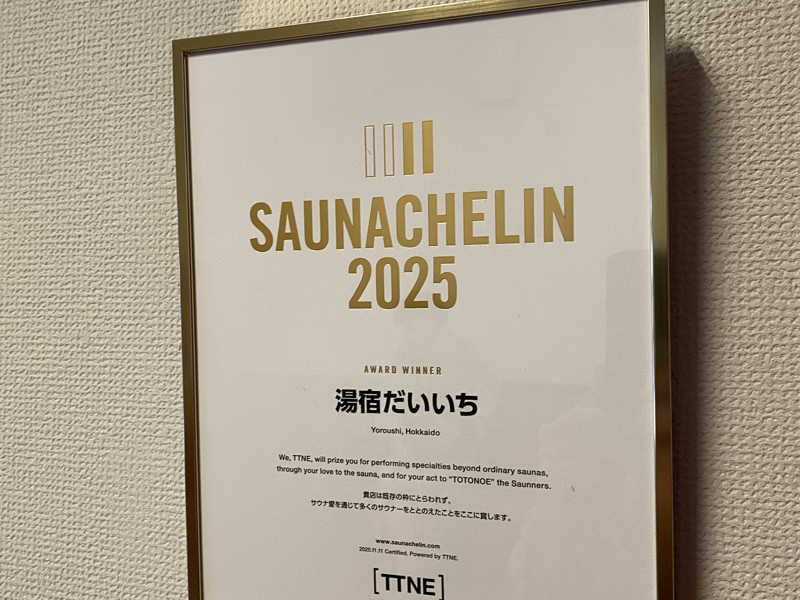 SAUNACHELIN
2025
AWARD WINNER
湯宿だいいち
Yoroushi, Hokkaido
We, TTNE, will prize you for performing specialties beyond ordinary saunas,
through your love to the sauna, and for your act to "TOTONOE" the Saunners.
貴店は既存の枠にとらわれず、
サウナ愛を通じて多くのサウナーをととのえたことをここに賞します。
www.saunachelin.com
2025.11.11 Certified. Powered by TTNE.
[TTNE]